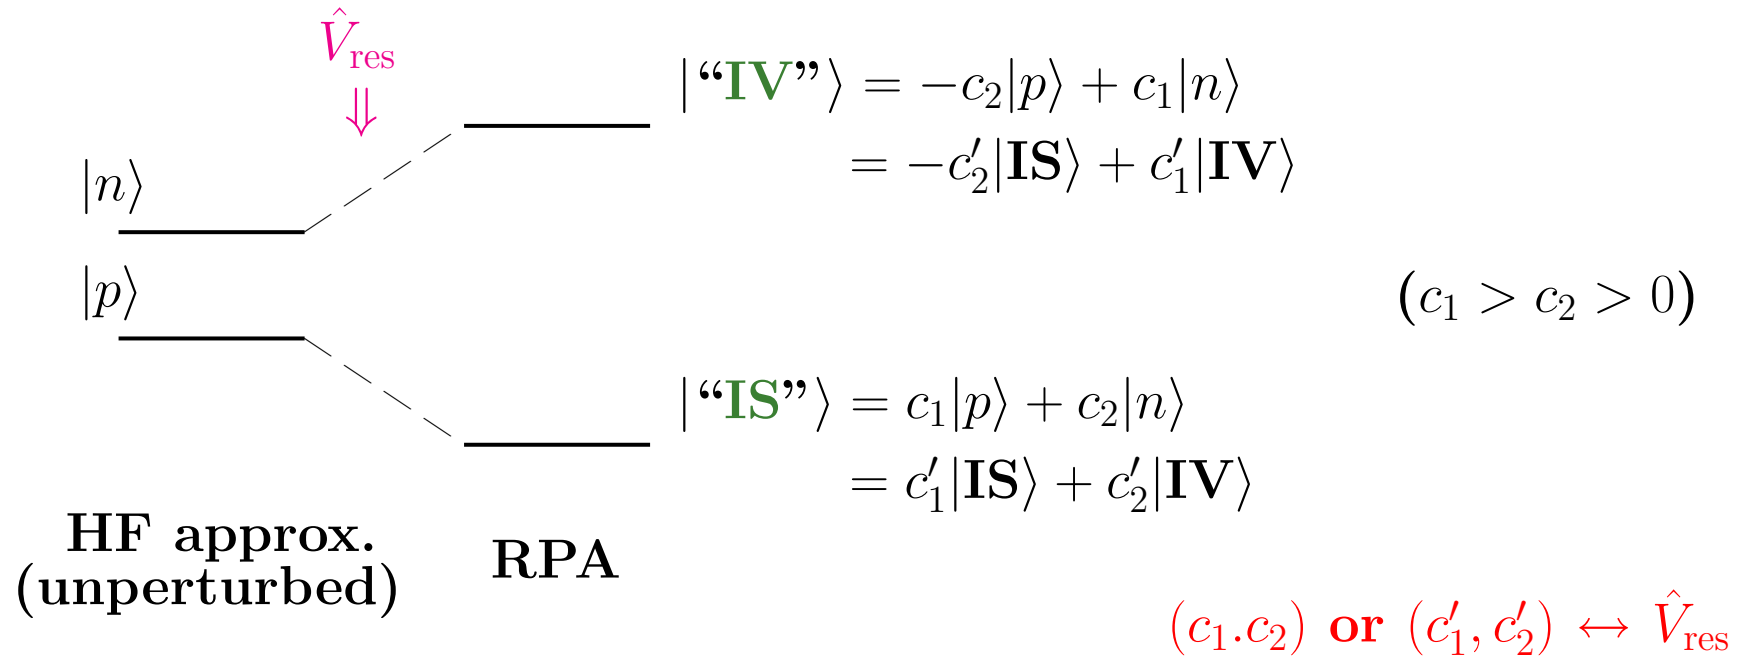 V̂res
⇓
|“IV”⟩ = −c₂|p⟩ + c₁|n⟩
= −c′₂|IS⟩ + c′₁|IV⟩
|n⟩
|p⟩
(c₁ > c₂ > 0)
|“IS”⟩ = c₁|p⟩ + c₂|n⟩
= c′₁|IS⟩ + c′₂|IV⟩
HF approx.
(unperturbed)
RPA
(c₁.c₂) or (c′₁, c′₂) ↔ V̂res